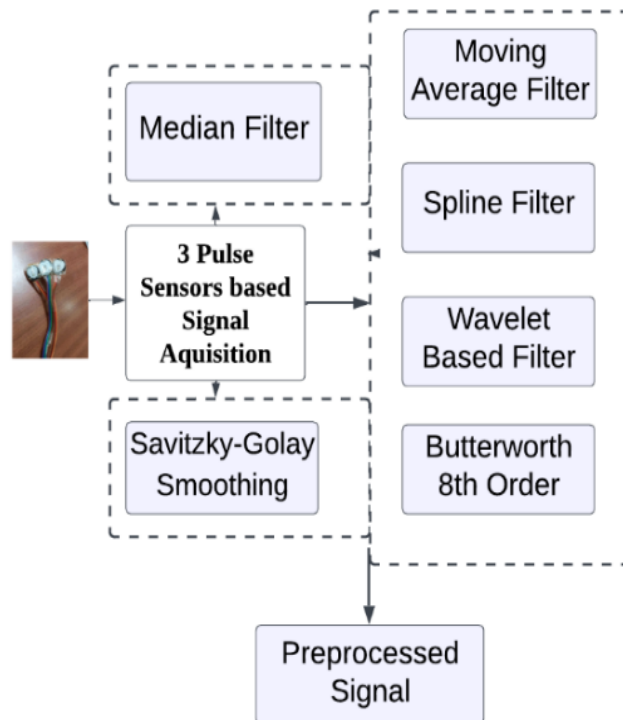 Median Filter
3 Pulse
Sensors based
Signal
Aquisition
Savitzky-Golay
Smoothing
Moving
Average Filter
Spline Filter
Wavelet
Based Filter
Butterworth
8th Order
Preprocessed
Signal